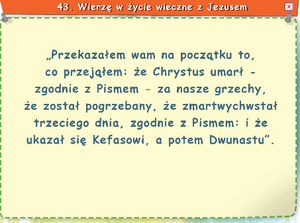 43. Wierzę w życie wieczne z Jezusem
„Przekazałem wam na początku to,
co przejąłem: że Chrystus umarł -
zgodnie z Pismem - za nasze grzechy,
że został pogrzebany, że zmartwychwstał
trzeciego dnia, zgodnie z Pismem: i że
ukazał się Kefasowi, a potem Dwunastu”.